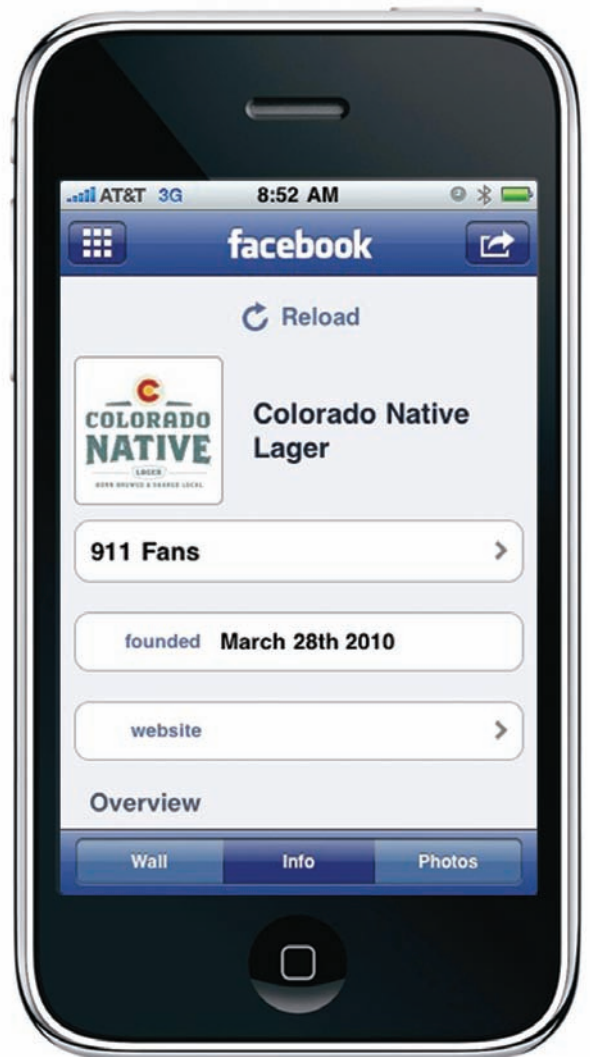 AT&T 3G 8:52 AM
facebook
Reload
C
COLORADO
NATIVE
LAGER
Colorado Native
Lager
911 Fans
founded March 28th 2010
website
Overview
Wall Info Photos